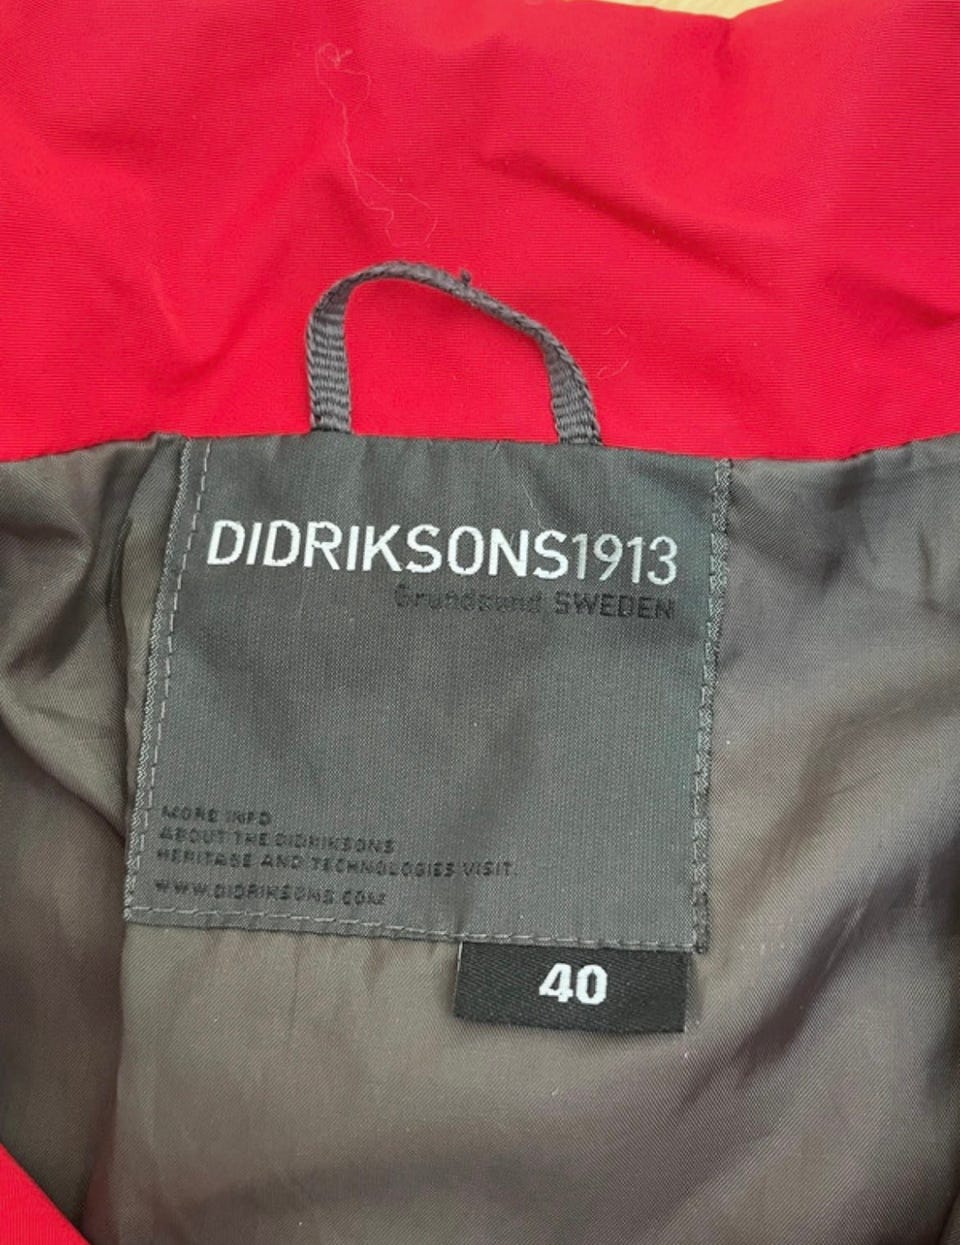 DIDRIKSONS1913
Grundsund SWEDEN
MORE INFO
ABOUT THE DIDRIKSONS
HERITAGE AND TECHNOLOGIES VISIT:
WWW.DIDRIKSONS.COM
40